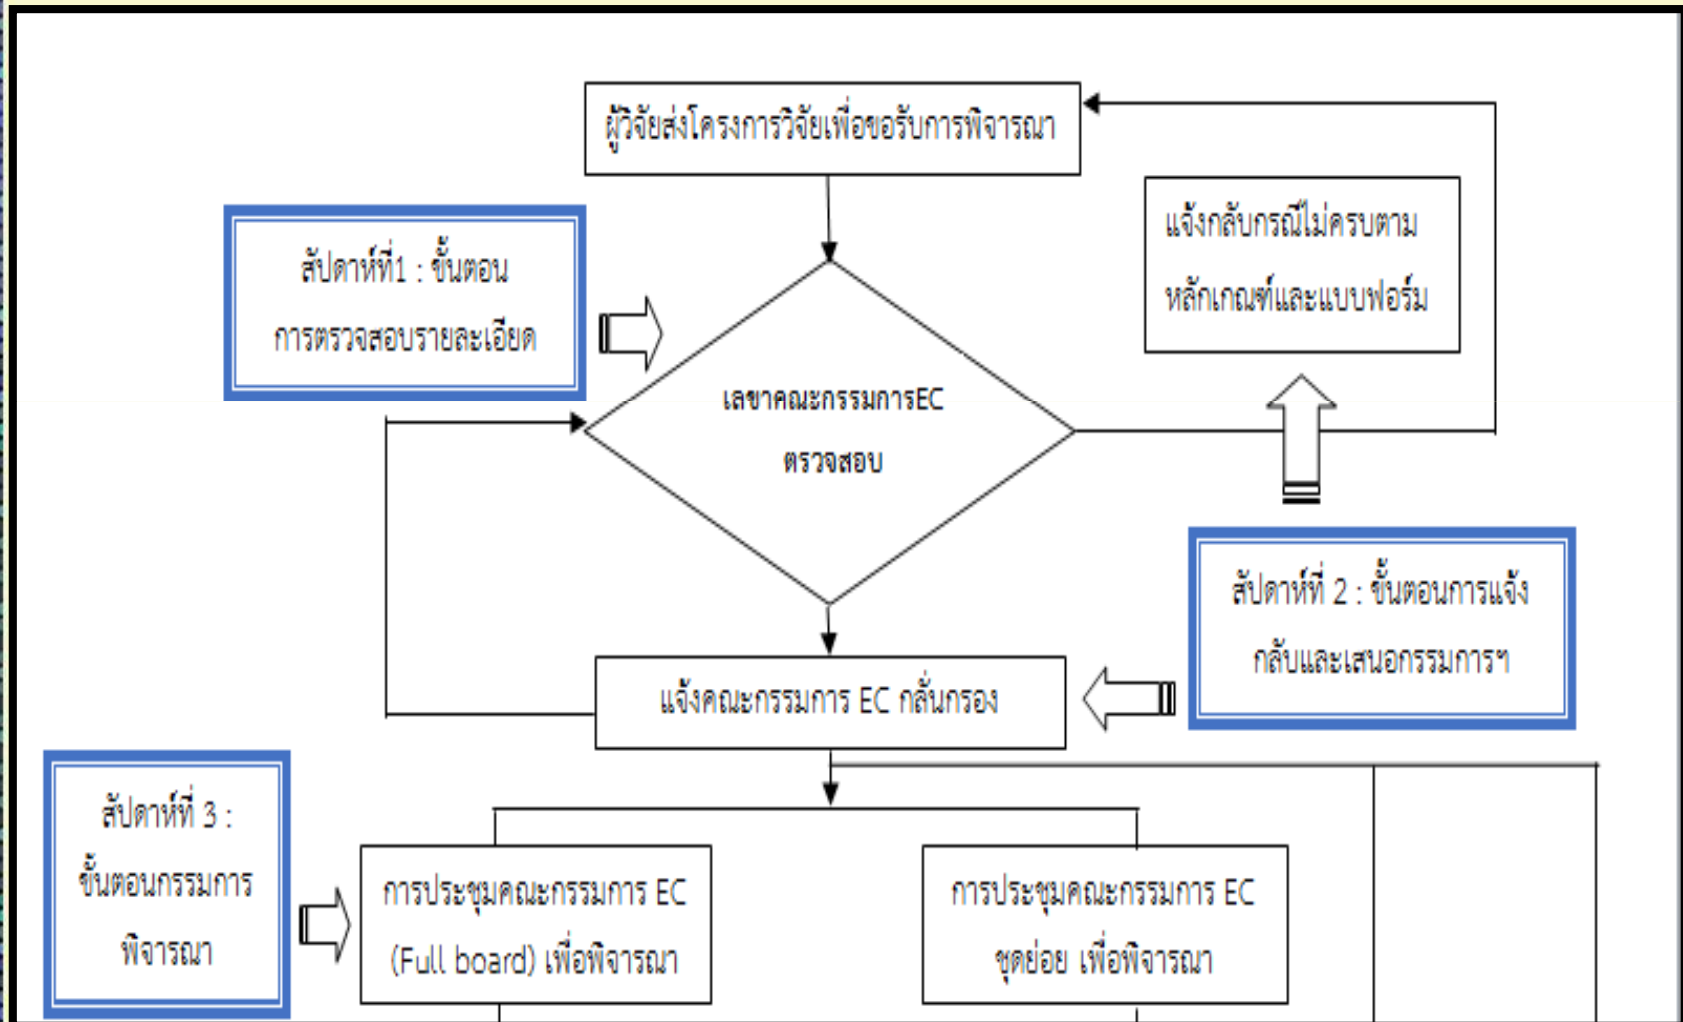 ผู้วิจัยส่งโครงการวิจัยเพื่อขอรับการพิจารณา
แจ้งกลับกรณีไม่ครบตาม
หลักเกณฑ์และแบบฟอร์ม
สัปดาห์ที่1 : ขั้นตอน
การตรวจสอบรายละเอียด
เลขาคณะกรรมการEC
ตรวจสอบ
สัปดาห์ที่ 2 : ขั้นตอนการแจ้ง
กลับและเสนอกรรมการฯ
แจ้งคณะกรรมการ EC กลั่นกรอง
สัปดาห์ที่ 3 :
ขั้นตอนกรรมการ
พิจารณา
การประชุมคณะกรรมการ EC
(Full board) เพื่อพิจารณา
การประชุมคณะกรรมการ EC
ชุดย่อย เพื่อพิจารณา